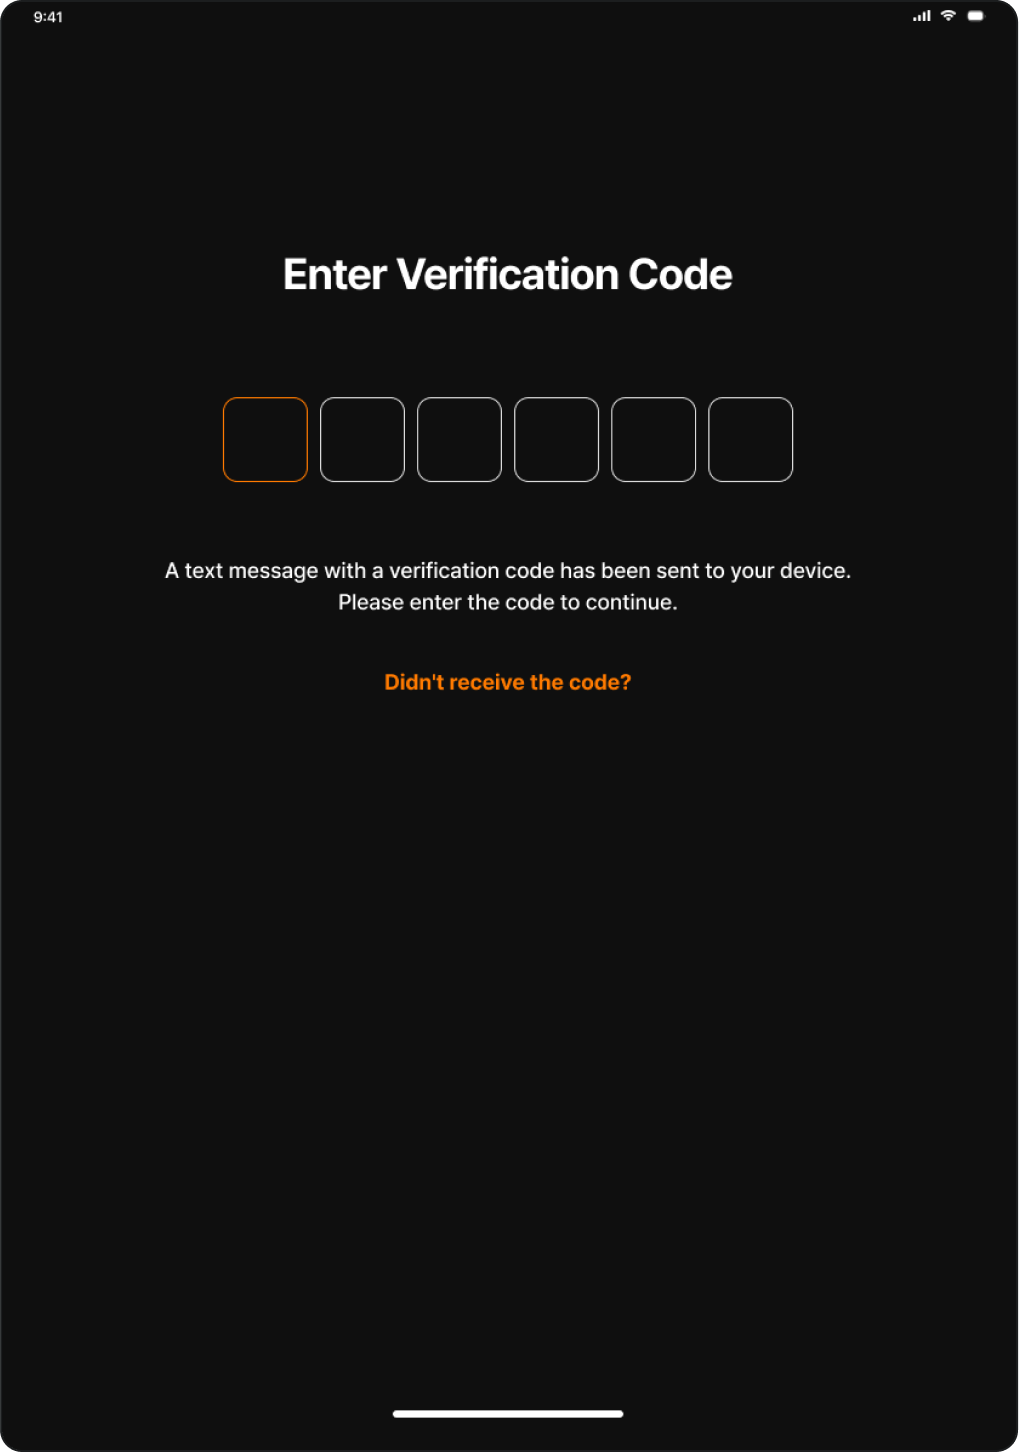 9:41
Enter Verification Code
A text message with a verification code has been sent to your device.
Please enter the code to continue.
Didn't receive the code?